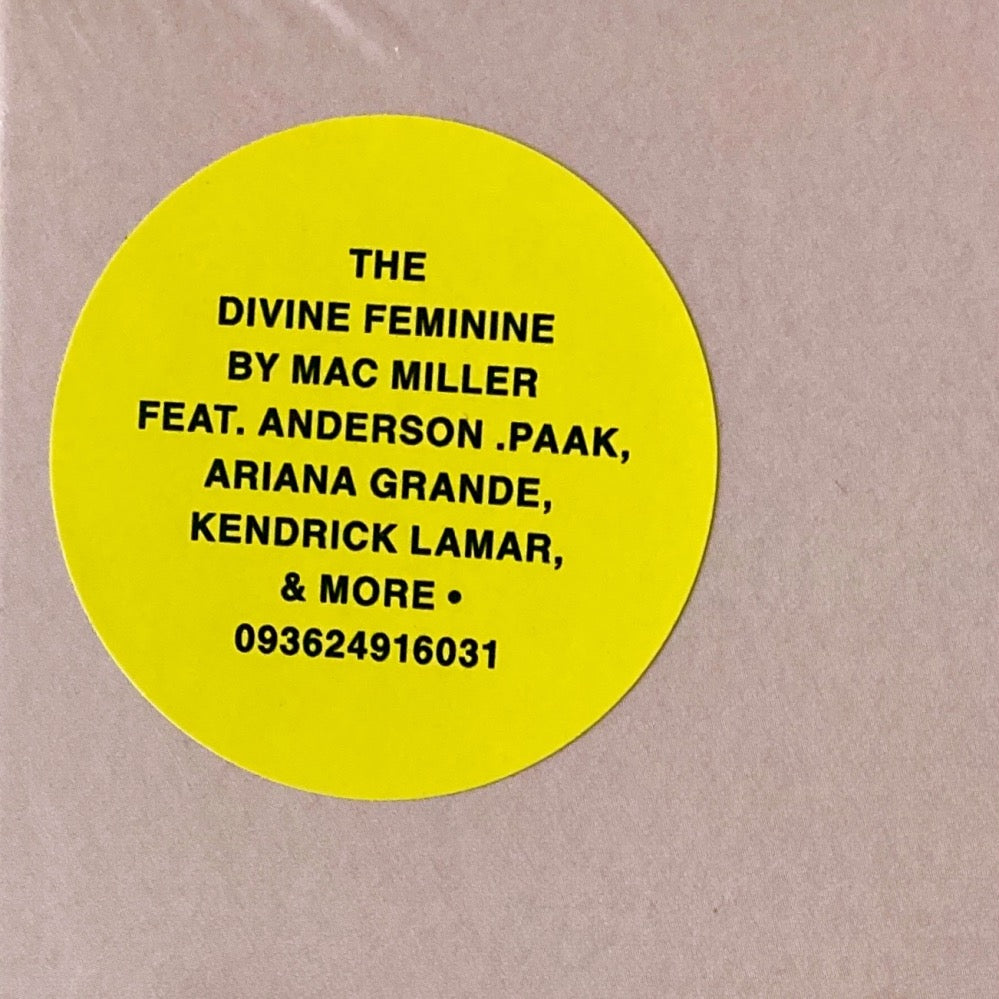 THE
DIVINE FEMININE
BY MAC MILLER
FEAT. ANDERSON .PAAK,
ARIANA GRANDE,
KENDRICK LAMAR,
& MORE •
093624916031